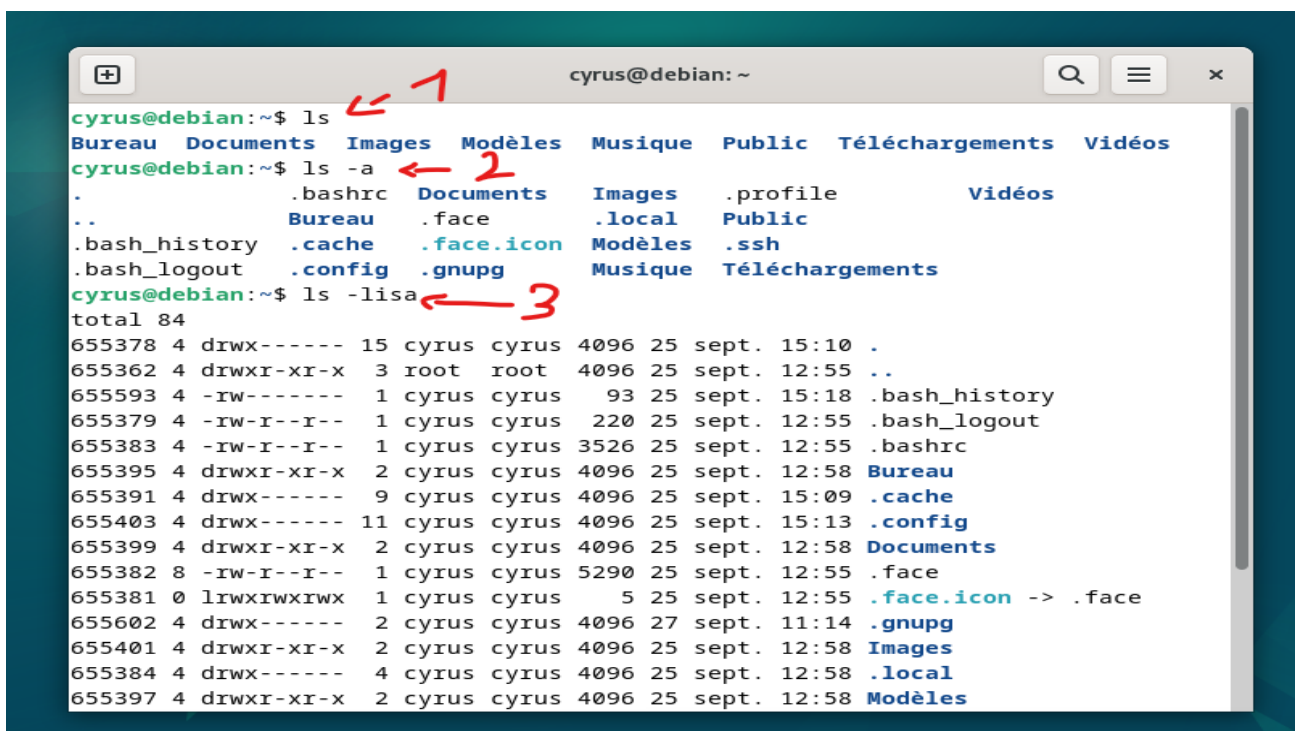 cyrus@debian: ~
1
cyrus@debian:~$ ls
Bureau Documents Images Modèles Musique Public Téléchargements Vidéos
cyrus@debian:~$ ls -a 2
. .bashrc Documents Images .profile Vidéos
.. Bureau .face .local Public
.bash_history .cache .face.icon Modèles .ssh
.bash_logout .config .gnupg Musique Téléchargements
cyrus@debian:~$ ls -lisa 3
total 84
655378 4 drwx------ 15 cyrus cyrus 4096 25 sept. 15:10 .
655362 4 drwxr-xr-x 3 root root 4096 25 sept. 12:55 ..
655593 4 -rw------- 1 cyrus cyrus 93 25 sept. 15:18 .bash_history
655379 4 -rw-r--r-- 1 cyrus cyrus 220 25 sept. 12:55 .bash_logout
655383 4 -rw-r--r-- 1 cyrus cyrus 3526 25 sept. 12:55 .bashrc
655395 4 drwxr-xr-x 2 cyrus cyrus 4096 25 sept. 12:58 Bureau
655391 4 drwx------ 9 cyrus cyrus 4096 25 sept. 15:09 .cache
655403 4 drwx------ 11 cyrus cyrus 4096 25 sept. 15:13 .config
655399 4 drwxr-xr-x 2 cyrus cyrus 4096 25 sept. 12:58 Documents
655382 8 -rw-r--r-- 1 cyrus cyrus 5290 25 sept. 12:55 .face
655381 0 lrwxrwxrwx 1 cyrus cyrus 5 25 sept. 12:55 .face.icon -> .face
655602 4 drwx------ 2 cyrus cyrus 4096 27 sept. 11:14 .gnupg
655401 4 drwxr-xr-x 2 cyrus cyrus 4096 25 sept. 12:58 Images
655384 4 drwx------ 4 cyrus cyrus 4096 25 sept. 12:58 .local
655397 4 drwxr-xr-x 2 cyrus cyrus 4096 25 sept. 12:58 Modèles